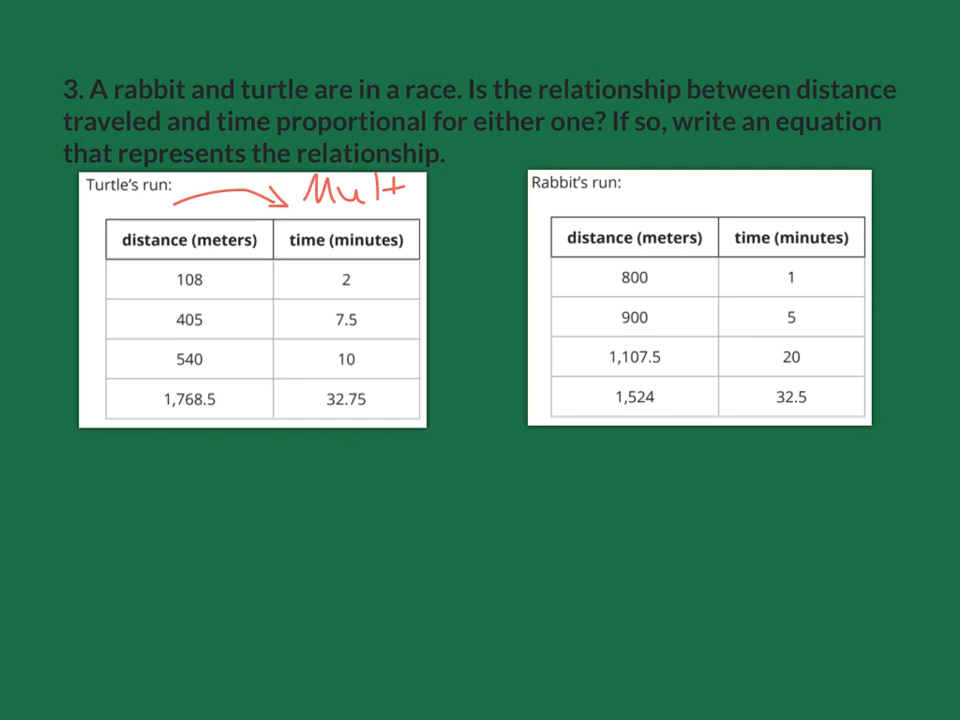 3. A rabbit and turtle are in a race. Is the relationship between distance
traveled and time proportional for either one? If so, write an equation
that represents the relationship.
Turtle's run:
Mult
distance (meters) time (minutes)
108 2
405 7.5
540 10
1,768.5 32.75
Rabbit's run:
distance (meters) time (minutes)
800 1
900 5
1,107.5 20
1,524 32.5